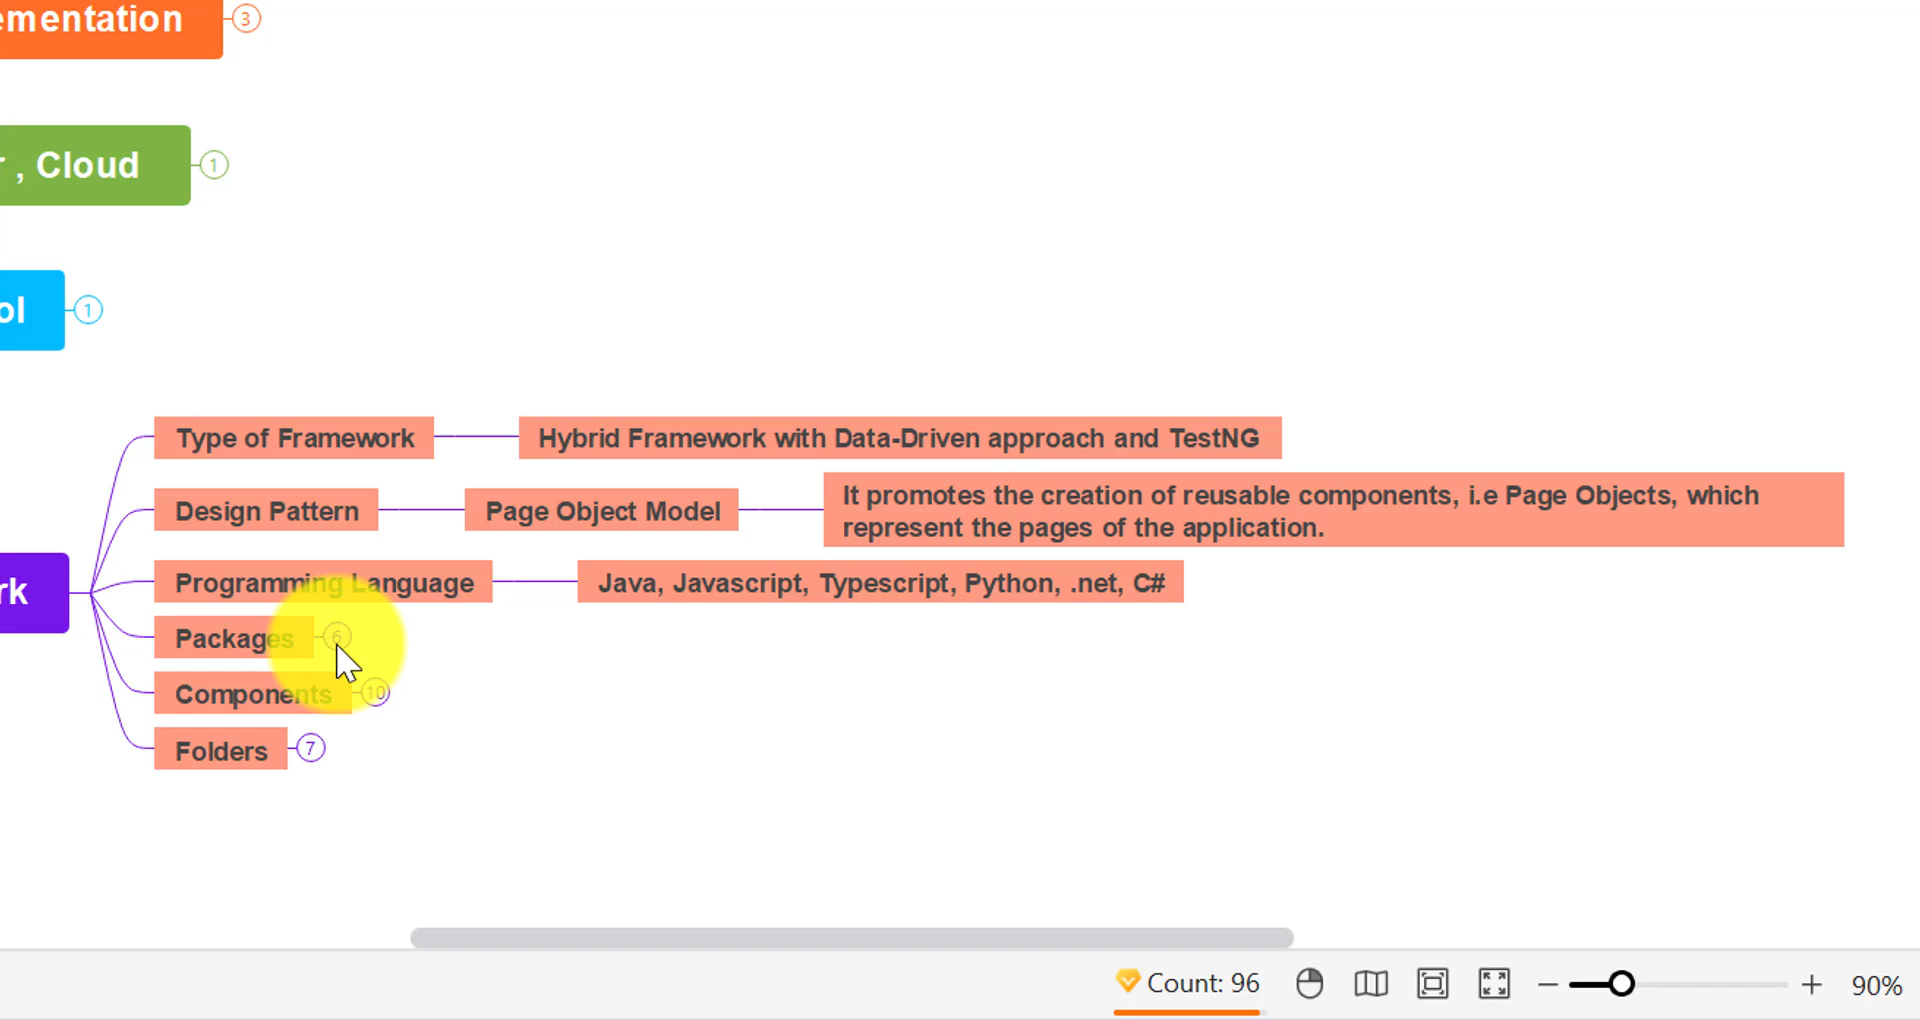 ementation 3
, Cloud 1
ol 1
Type of Framework
Hybrid Framework with Data-Driven approach and TestNG
Design Pattern
Page Object Model
It promotes the creation of reusable components, i.e Page Objects, which
represent the pages of the application.
rk
Programming Language
Java, Javascript, Typescript, Python, .net, C#
Packages 6
Components 10
Folders 7
Count: 96
90%